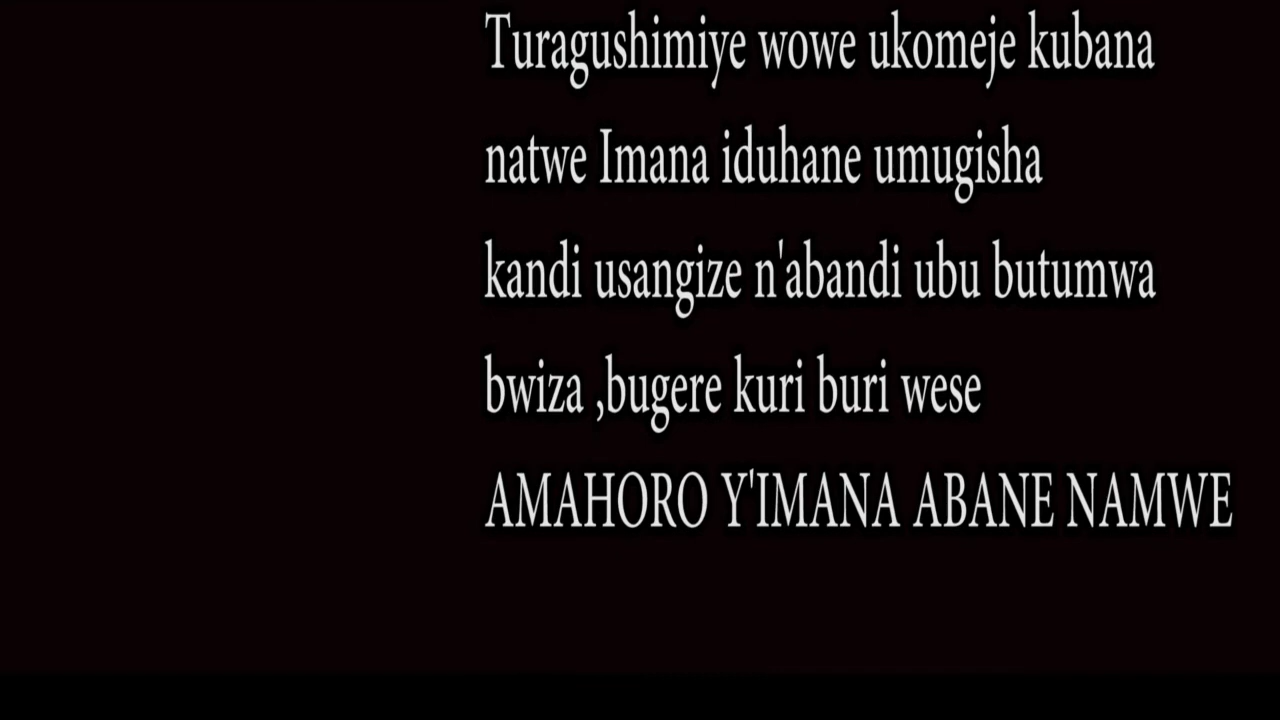 Turagushimiye wowe ukomeje kubana
natwe Imana iduhane umugisha
kandi usangize n'abandi ubu butumwa
bwiza ,bugere kuri buri wese
AMAHORO Y'IMANA ABANE NAMWE